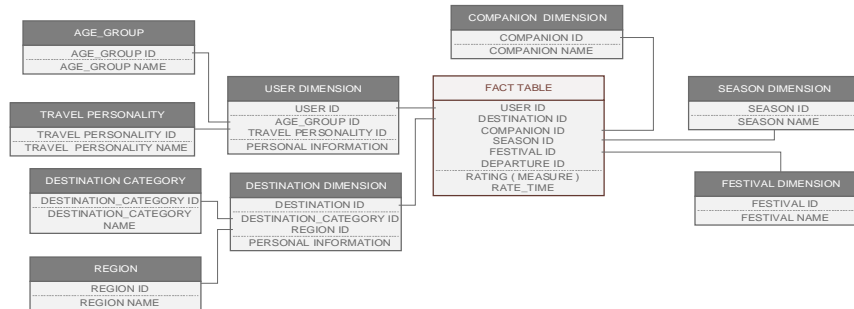 COMPANION DIMENSION
COMPANION ID
COMPANION NAME
AGE_GROUP
AGE_GROUP ID
AGE_GROUP NAME
USER DIMENSION
USER ID
AGE_GROUP ID
TRAVEL PERSONALITY ID
PERSONAL INFORMATION
FACT TABLE
USER ID
DESTINATION ID
COMPANION ID
SEASON ID
FESTIVAL ID
DEPARTURE ID
RATING ( MEASURE )
RATE_TIME
SEASON DIMENSION
SEASON ID
SEASON NAME
TRAVEL PERSONALITY
TRAVEL PERSONALITY ID
TRAVEL PERSONALITY NAME
DESTINATION CATEGORY
DESTINATION_CATEGORY ID
DESTINATION_CATEGORY
NAME
DESTINATION DIMENSION
DESTINATION ID
DESTINATION_CATEGORY ID
REGION ID
PERSONAL INFORMATION
FESTIVAL DIMENSION
FESTIVAL ID
FESTIVAL NAME
REGION
REGION ID
REGION NAME